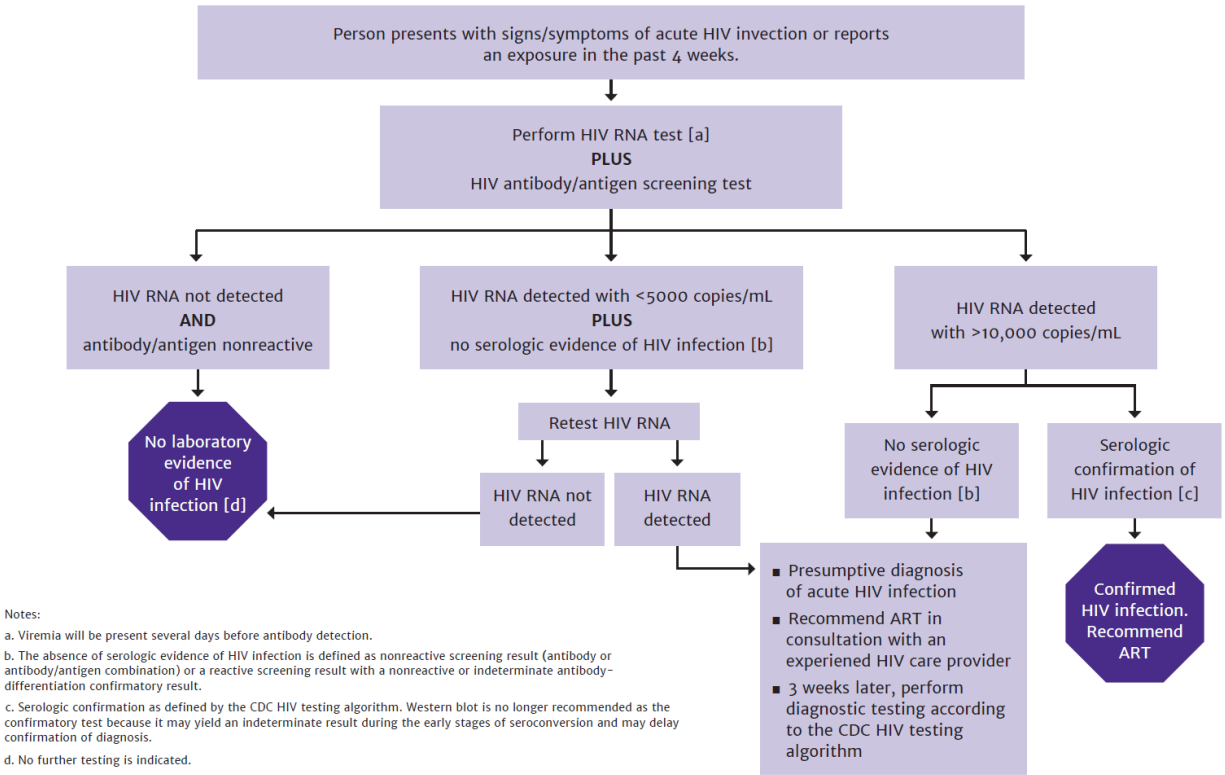 Person presents with signs/symptoms of acute HIV invection or reports
an exposure in the past 4 weeks.
Perform HIV RNA test [a]
PLUS
HIV antibody/antigen screening test
HIV RNA not detected
AND
antibody/antigen nonreactive
HIV RNA detected with <5000 copies/mL
PLUS
no serologic evidence of HIV infection [b]
HIV RNA detected
with >10,000 copies/mL
No laboratory
evidence
of HIV
infection [d]
Retest HIV RNA
HIV RNA not
detected
HIV RNA
detected
No serologic
evidence of HIV
infection [b]
Serologic
confirmation of
HIV infection [c]
▪ Presumptive diagnosis
of acute HIV infection
▪ Recommend ART in
consultation with an
experiened HIV care provider
▪ 3 weeks later, perform
diagnostic testing according
to the CDC HIV testing
algorithm
Confirmed
HIV infection.
Recommend
ART
Notes:
a. Viremia will be present several days before antibody detection.
b. The absence of serologic evidence of HIV infection is defined as nonreactive screening result (antibody or
antibody/antigen combination) or a reactive screening result with a nonreactive or indeterminate antibody-
differentiation confirmatory result.
c. Serologic confirmation as defined by the CDC HIV testing algorithm. Western blot is no longer recommended as the
confirmatory test because it may yield an indeterminate result during the early stages of seroconversion and may delay
confirmation of diagnosis.
d. No further testing is indicated.